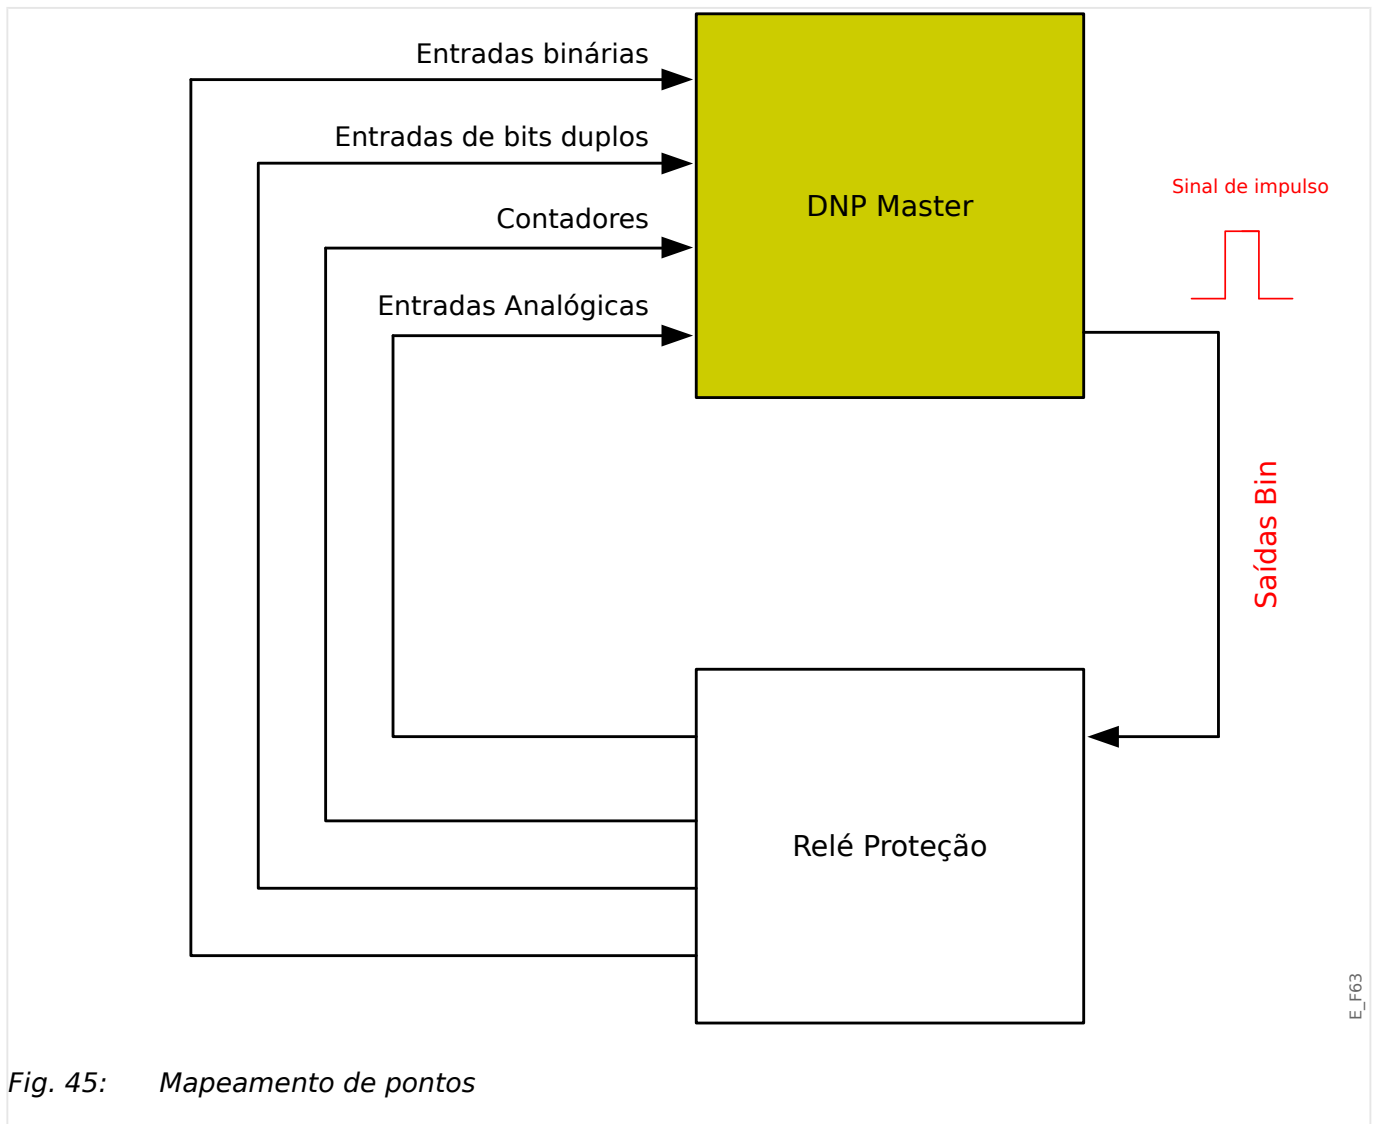 Entradas binárias
Entradas de bits duplos
Contadores
Entradas Analógicas
DNP Master
Sinal de impulso
Saídas Bin
Relé Proteção
E_F63
Fig. 45: Mapeamento de pontos